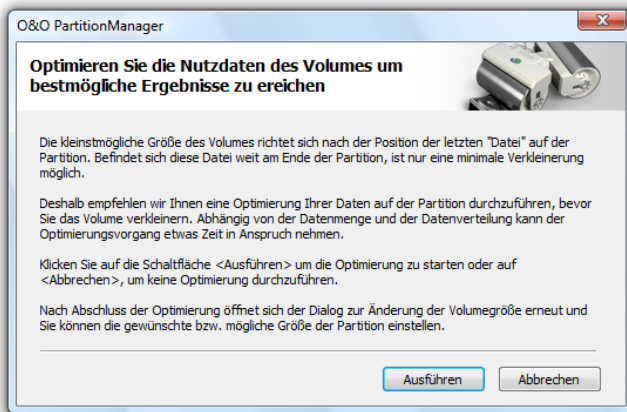 O&O PartitionManager
Optimieren Sie die Nutzdaten des Volumes um
bestmögliche Ergebnisse zu ereichen
Die kleinstmögliche Größe des Volumes richtet sich nach der Position der letzten "Datei" auf der
Partition. Befindet sich diese Datei weit am Ende der Partition, ist nur eine minimale Verkleinerung
möglich.
Deshalb empfehlen wir Ihnen eine Optimierung Ihrer Daten auf der Partition durchzuführen, bevor
Sie das Volume verkleinern. Abhängig von der Datenmenge und der Datenverteilung kann der
Optimierungsvorgang etwas Zeit in Anspruch nehmen.
Klicken Sie auf die Schaltfläche <Ausführen> um die Optimierung zu starten oder auf
<Abbrechen>, um keine Optimierung durchzuführen.
Nach Abschluss der Optimierung öffnet sich der Dialog zur Änderung der Volumegröße erneut und
Sie können die gewünschte bzw. mögliche Größe der Partition einstellen.
Ausführen Abbrechen